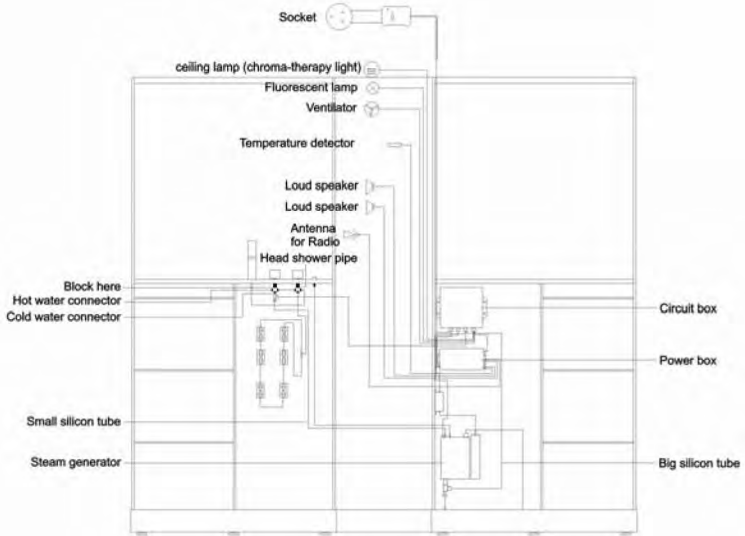 Socket
ceiling lamp (chroma-therapy light)
Fluorescent lamp
Ventilator
Temperature detector
Loud speaker
Loud speaker
Antenna
for Radio
Head shower pipe
Block here
Hot water connector
Cold water connector
Circuit box
Power box
Small silicon tube
Steam generator
Big silicon tube